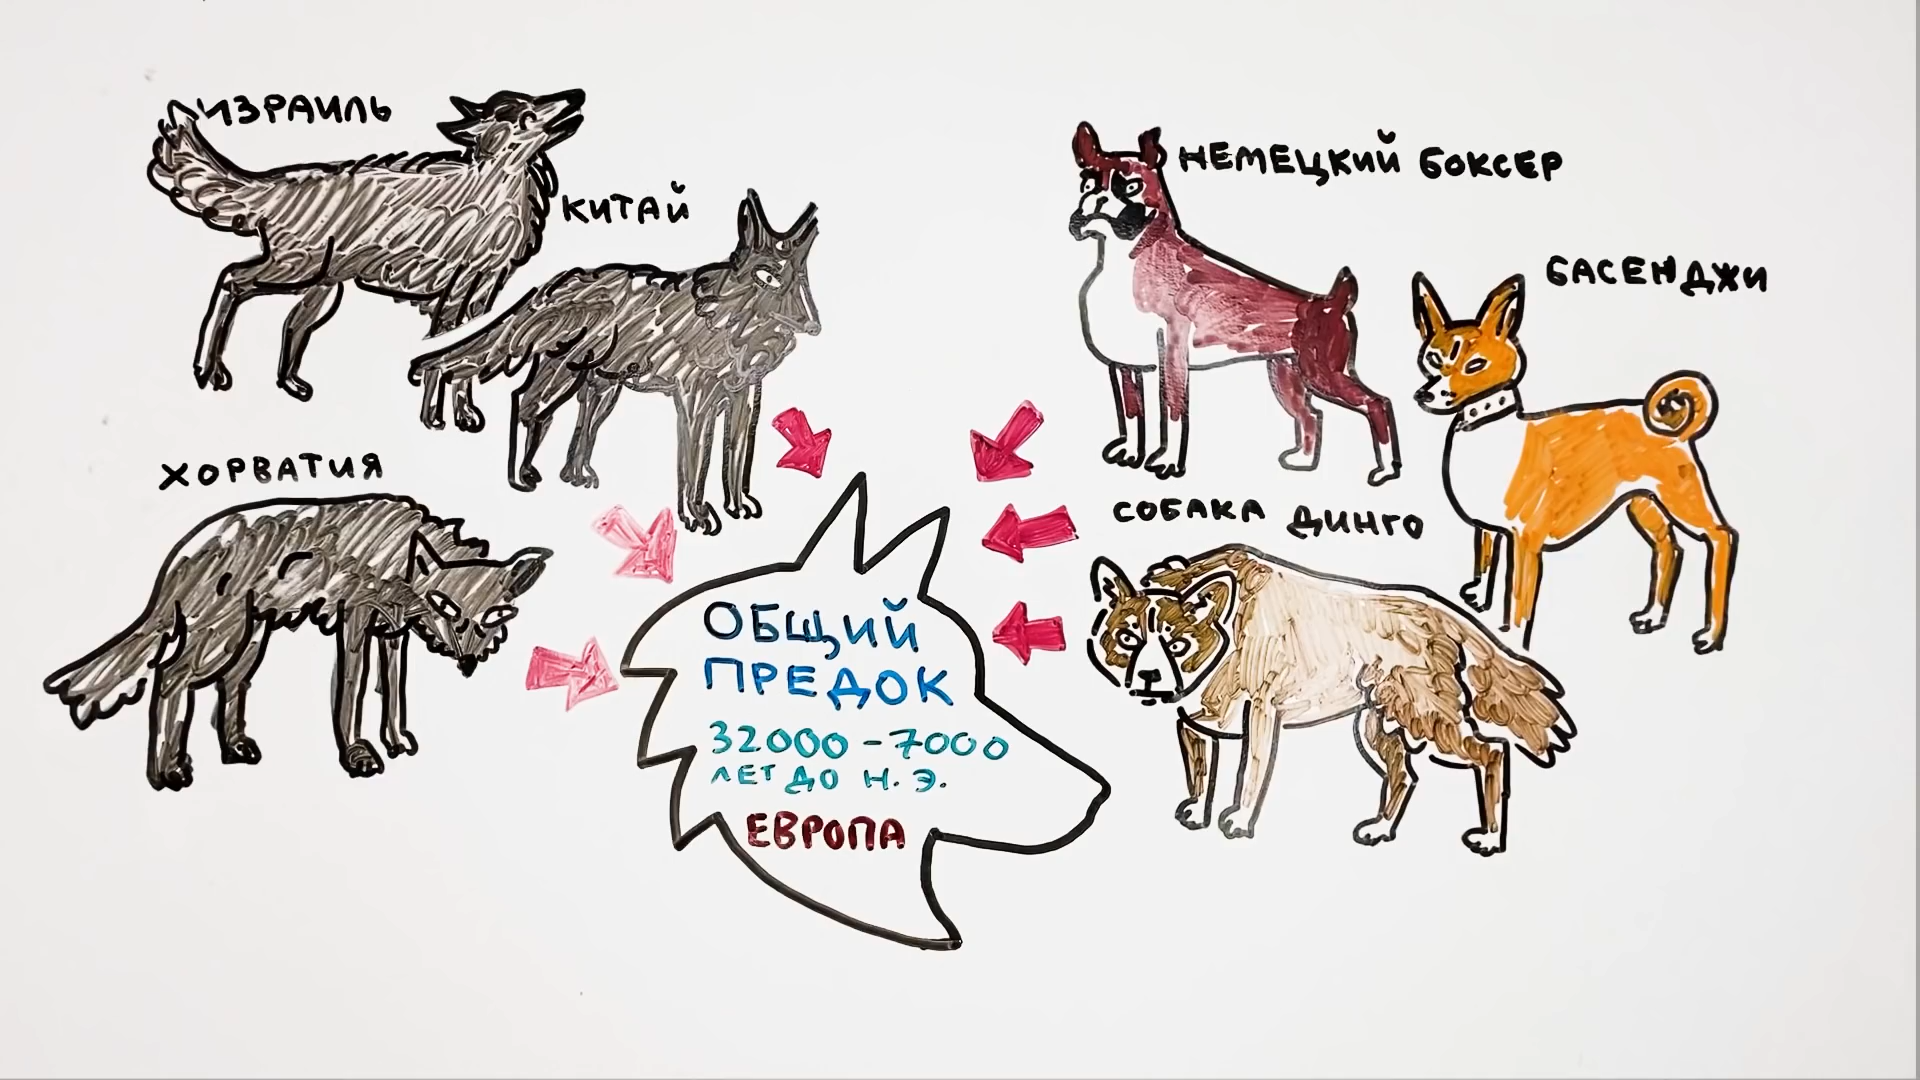 ИЗРАИЛЬ
КИТАЙ
ХОРВАТИЯ
НЕМЕЦКИЙ БОКСЕР
БАСЕНДЖИ
СОБАКА ДИНГО
ОБЩИЙ
ПРЕДОК
32000-7000
ЛЕТ ДО Н.Э.
ЕВРОПА